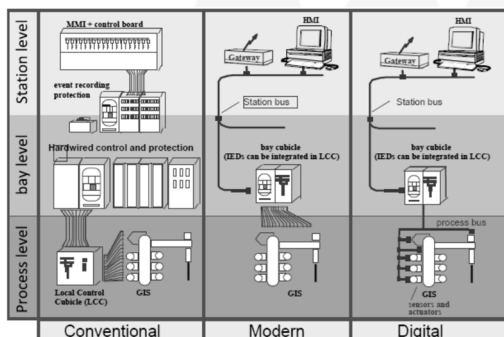 Station level
MMI + control board
event recording
protection
HMI
Gateway
Station bus
HMI
Gateway
Station bus
bay level
Hardwired control and protection
bay cubicle
(IEDs can be integrated in LCC)
bay cubicle
(IEDs can be integrated in LCC)
Process level
Local Control
Cubicle (LCC)
GIS
GIS
process bus
GIS
sensors and
actuators
Conventional
Modern
Digital